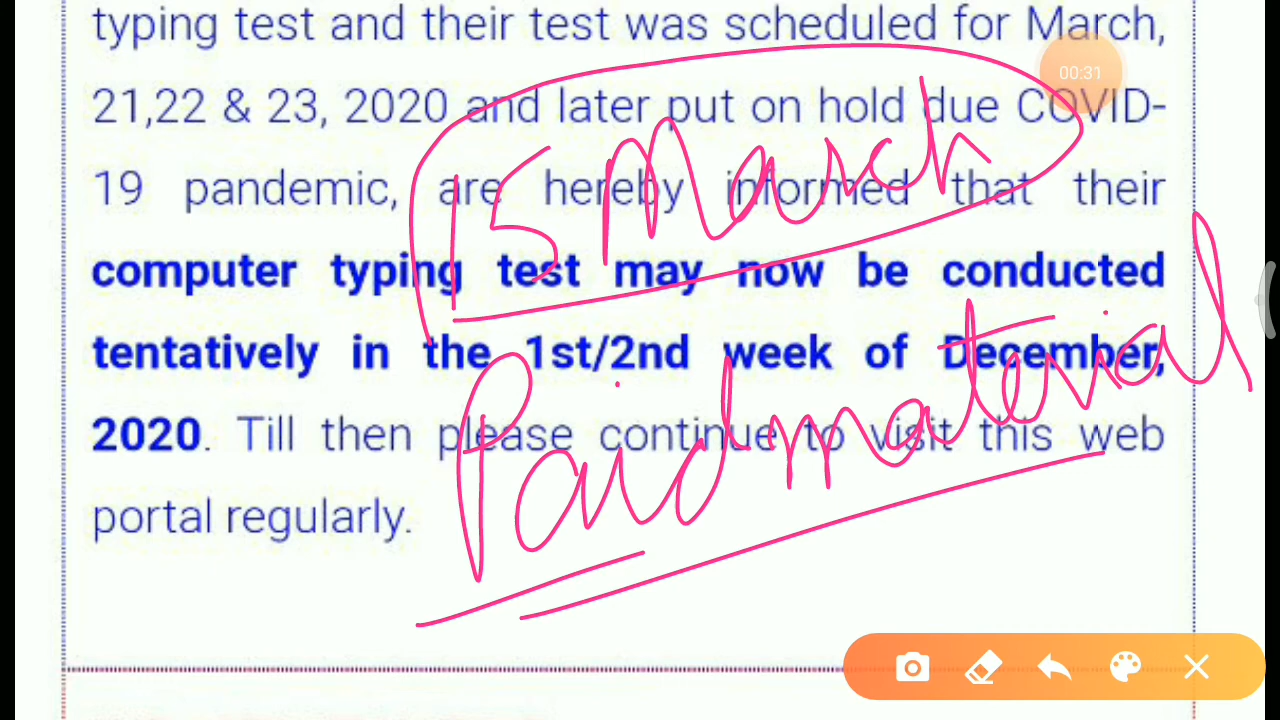 typing test and their test was scheduled for March,
00:31
21,22 & 23, 2020 and later put on hold due COVID-
15 March
19 pandemic, are hereby informed that their
computer typing test may now be conducted
tentatively in the 1st/2nd week of December,
Paid material
2020. Till then please continue to visit this web
portal regularly.